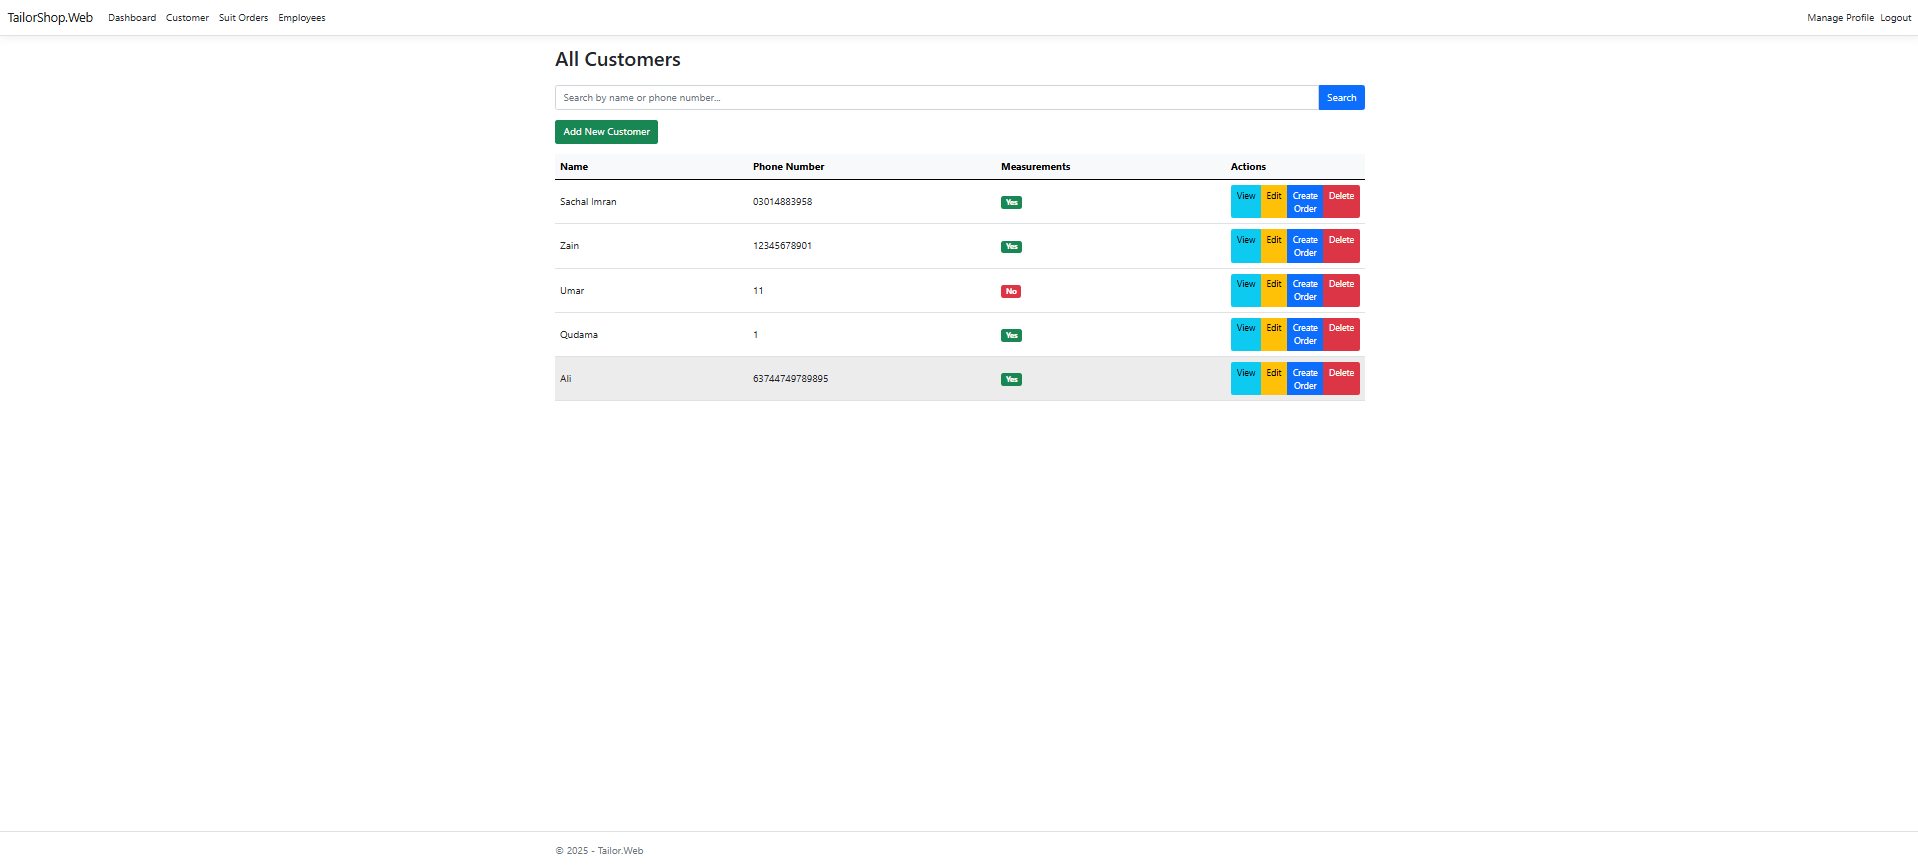 TailorShop.Web Dashboard Customer Suit Orders Employees Manage Profile Logout
All Customers
Search by name or phone number... Search
Add New Customer
Name Phone Number Measurements Actions
Sachal Imran 03014883958 Yes View Edit Create Order Delete
Zain 12345678901 Yes View Edit Create Order Delete
Umar 11 No View Edit Create Order Delete
Qudama 1 Yes View Edit Create Order Delete
Ali 63744749789895 Yes View Edit Create Order Delete
© 2025 - Tailor.Web